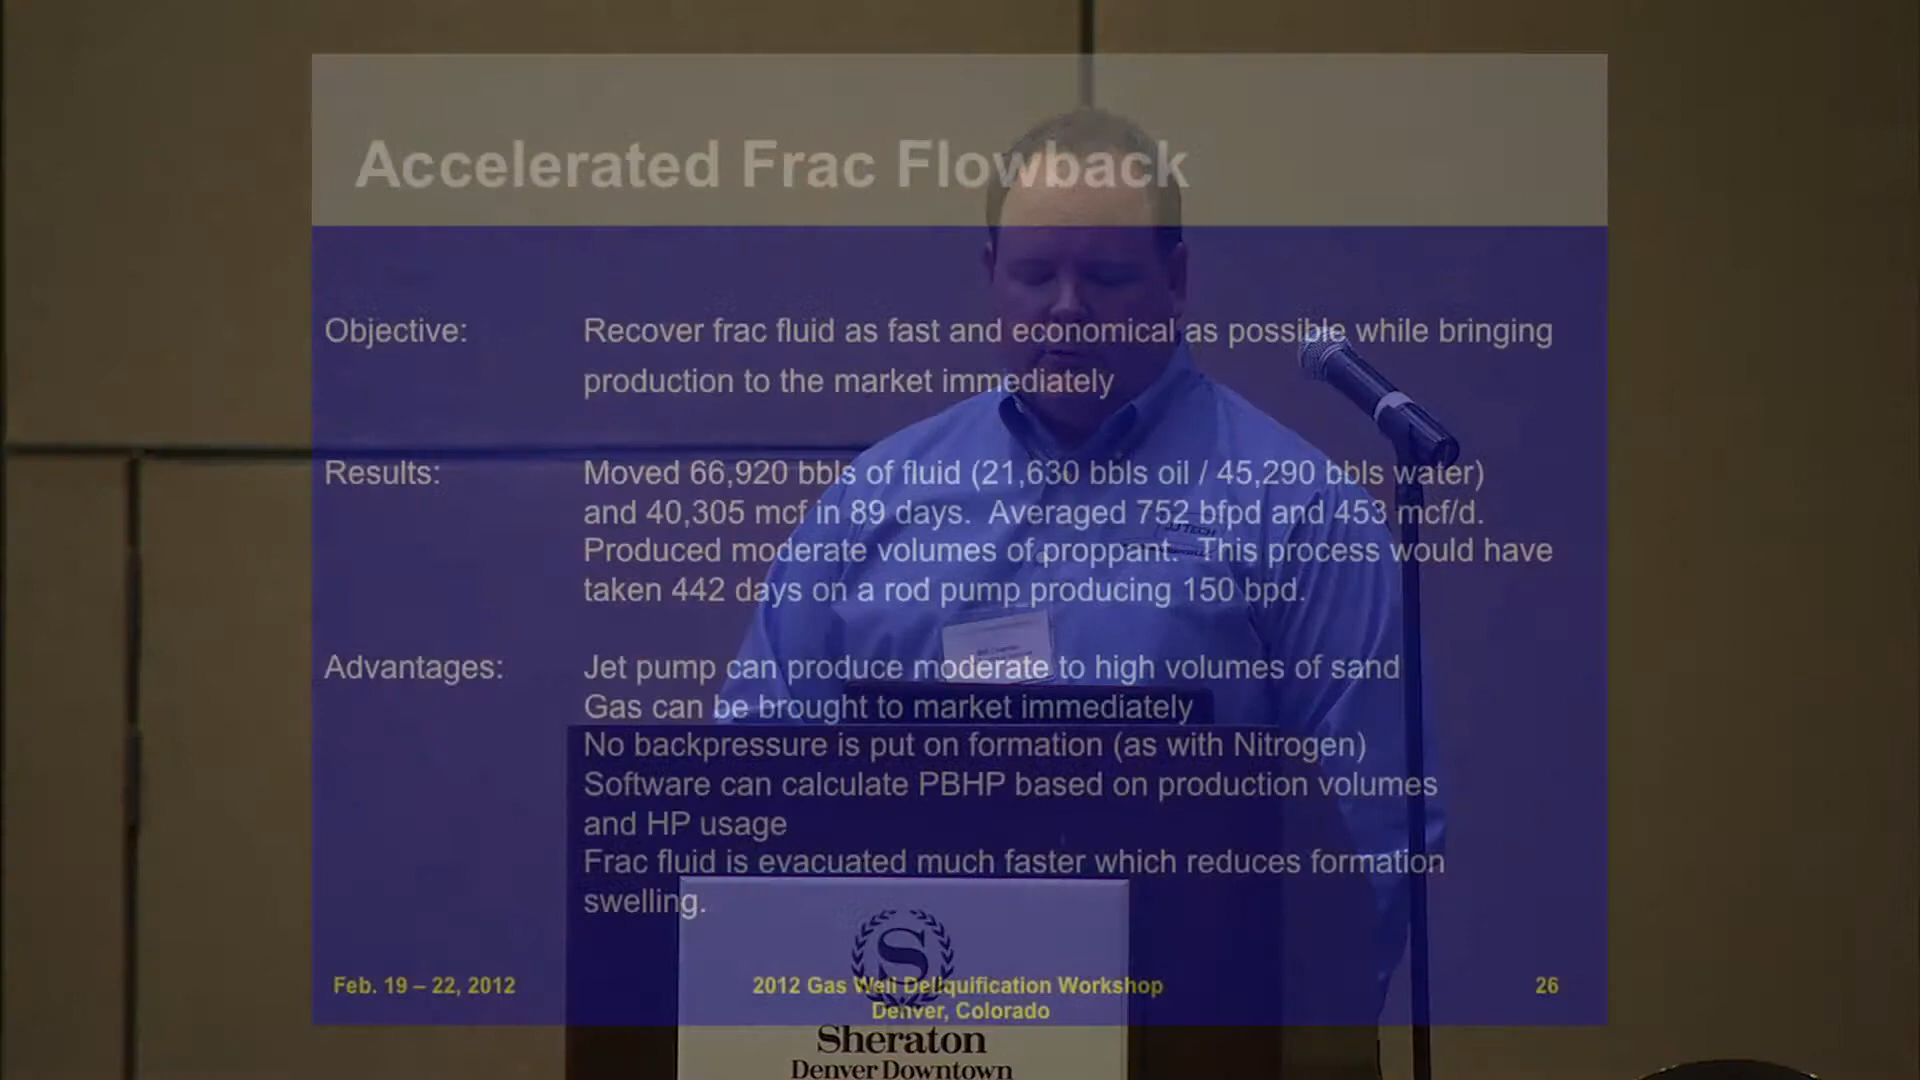 Accelerated Frac Flowback
Objective: Recover frac fluid as fast and economical as possible while bringing
production to the market immediately
Results: Moved 66,920 bbls of fluid (21,630 bbls oil / 45,290 bbls water)
and 40,305 mcf in 89 days. Averaged 752 bfpd and 453 mcf/d.
Produced moderate volumes of proppant. This process would have
taken 442 days on a rod pump producing 150 bpd.
Advantages: Jet pump can produce moderate to high volumes of sand
Gas can be brought to market immediately
No backpressure is put on formation (as with Nitrogen)
Software can calculate PBHP based on production volumes
and HP usage
Frac fluid is evacuated much faster which reduces formation
swelling.
Feb. 19 – 22, 2012 2012 Gas Well Deliquification Workshop 26
Denver, Colorado
S
Sheraton
Denver Downtown